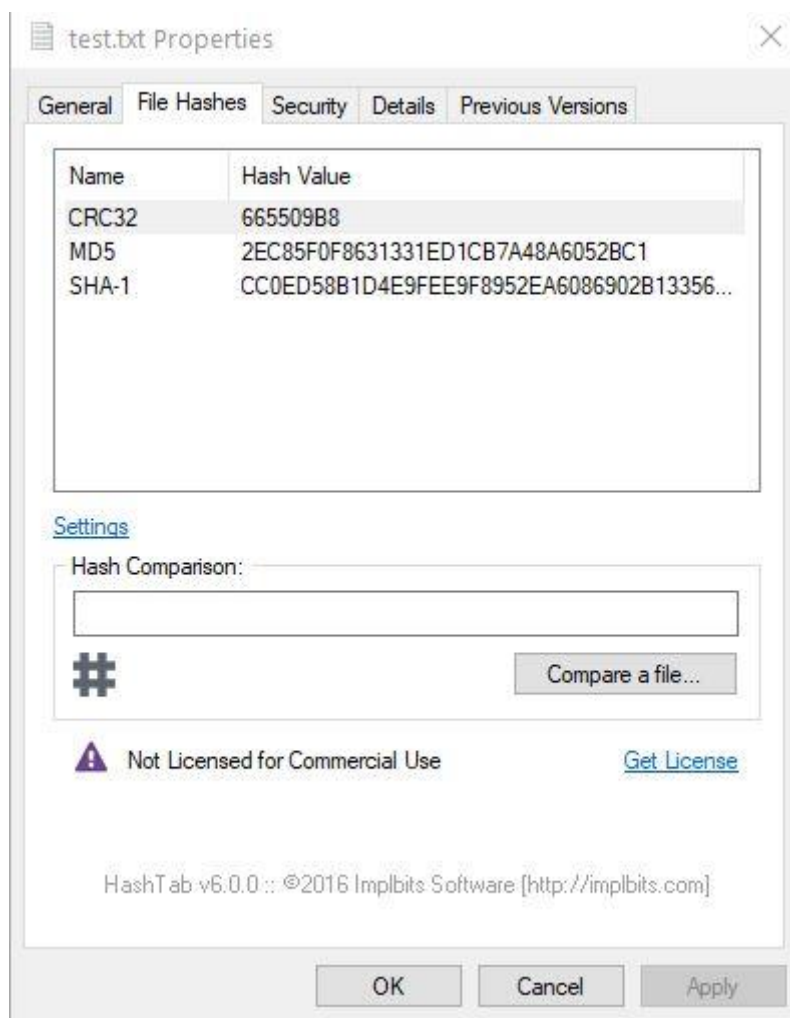 test.txt Properties
General File Hashes Security Details Previous Versions
Name Hash Value
CRC32 665509B8
MD5 2EC85F0F8631331ED1CB7A48A6052BC1
SHA-1 CC0ED58B1D4E9FEE9F8952EA6086902B13356...
Settings
Hash Comparison:
Compare a file...
Not Licensed for Commercial Use Get License
HashTab v6.0.0 :: ©2016 Implbits Software [http://implbits.com]
OK Cancel Apply